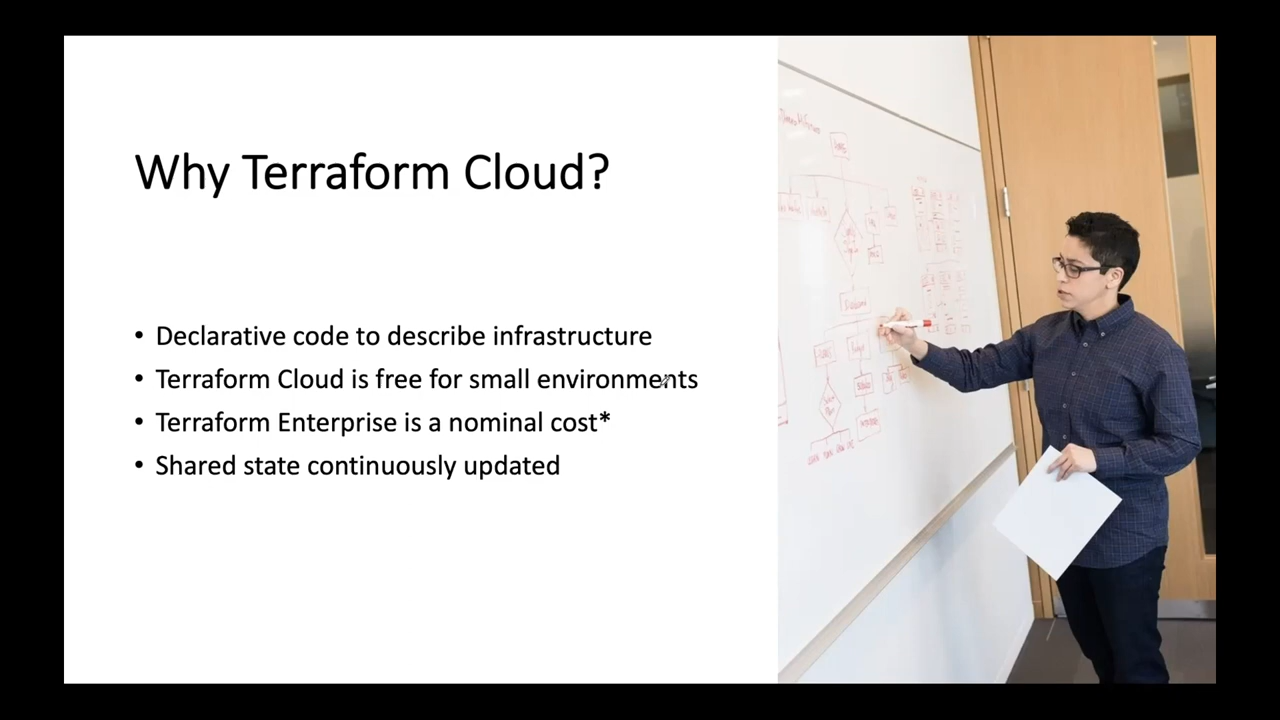 Why Terraform Cloud?
• Declarative code to describe infrastructure
• Terraform Cloud is free for small environments
• Terraform Enterprise is a nominal cost*
• Shared state continuously updated